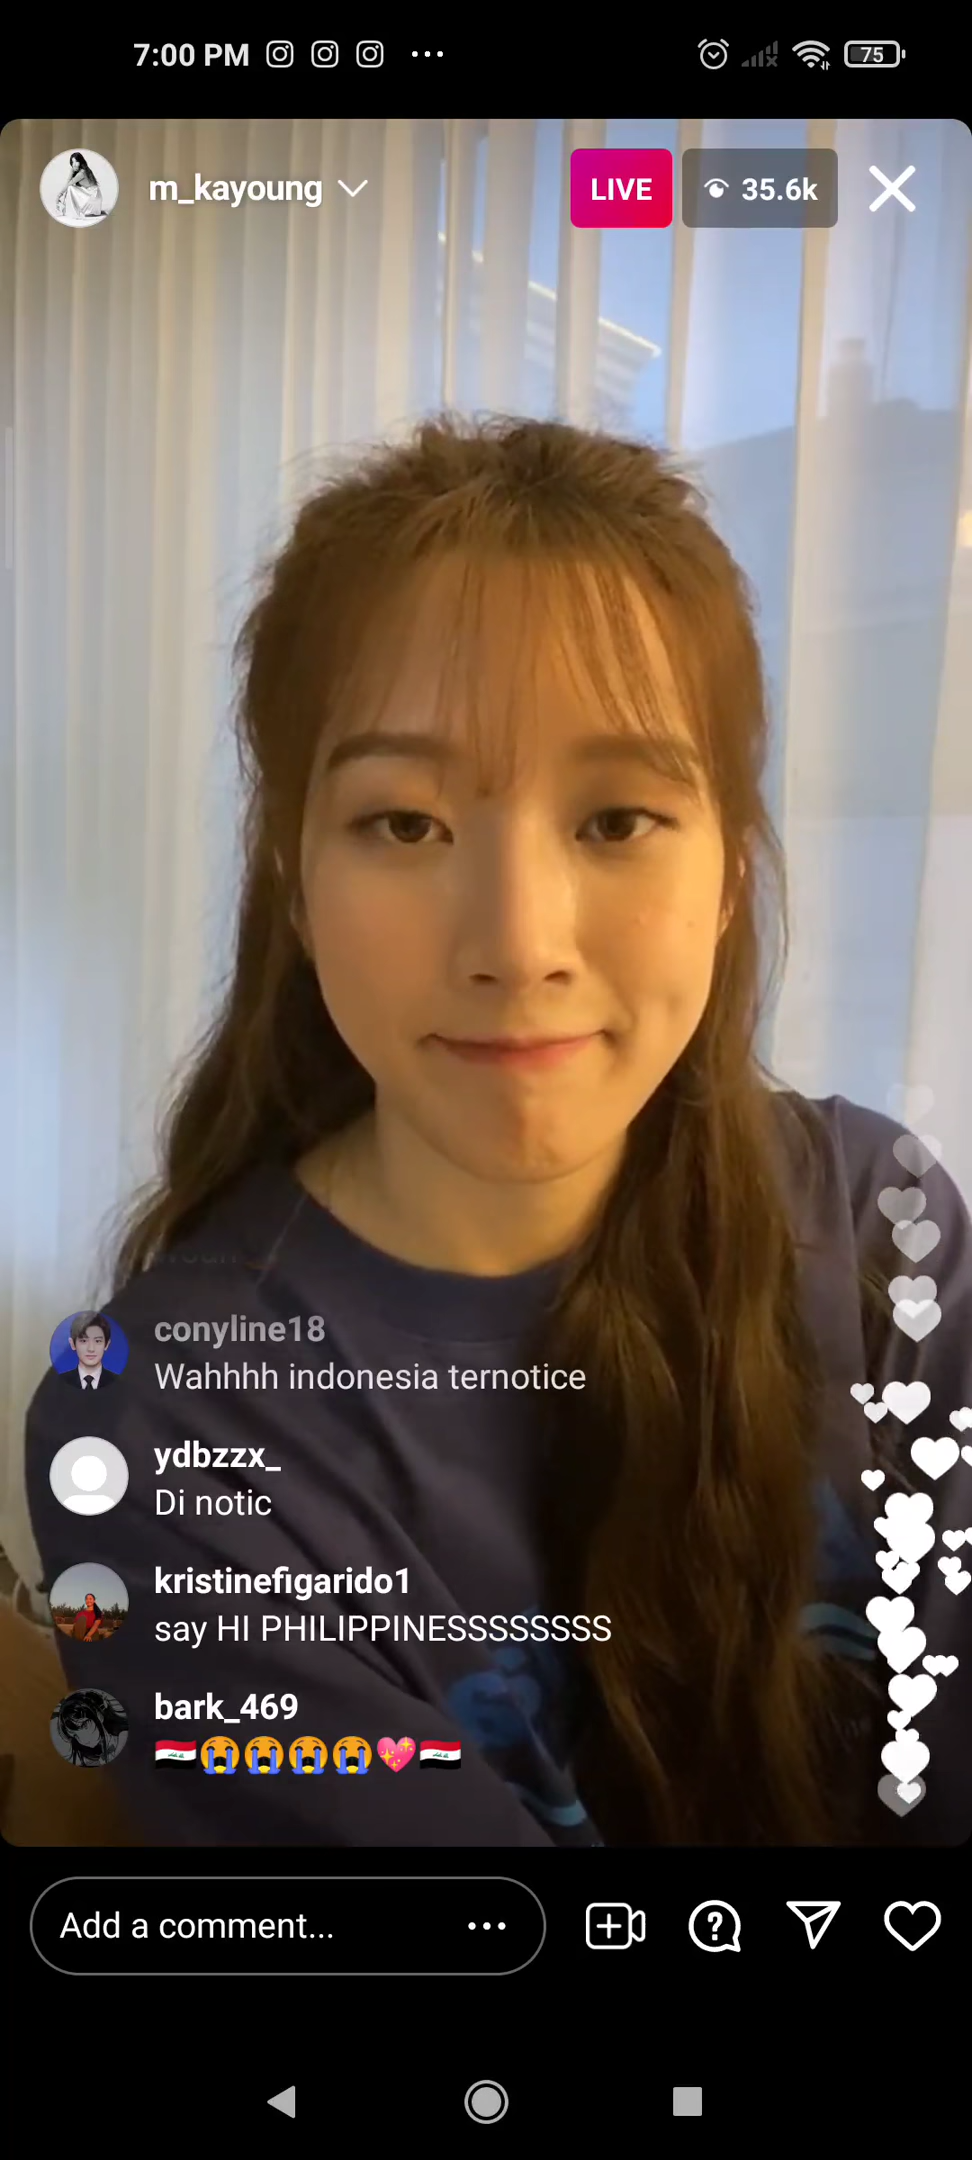 7:00 PM
75
m_kayoung
LIVE
35.6k
conyline18
Wahhhh indonesia ternotice
ydbzzx_
Di notic
kristinefigarido1
say HI PHILIPPINESSSSSSSS
bark_469
🇮🇶😭😭😭😭💖🇮🇶
Add a comment...